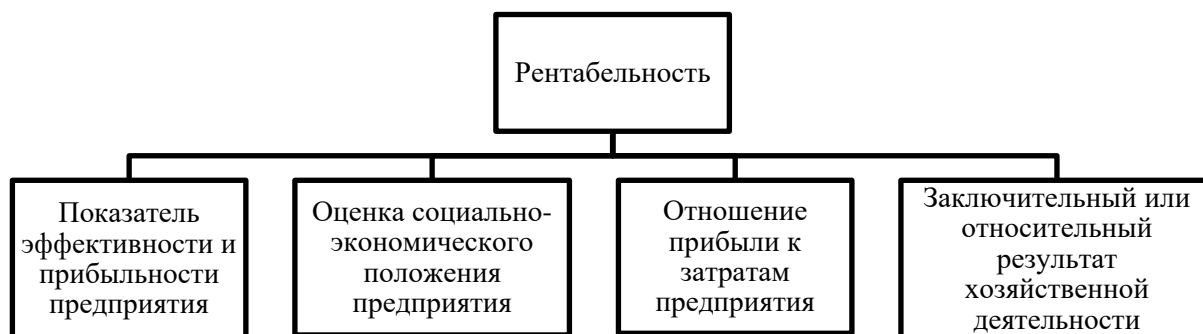 Рентабельность
Показатель
эффективности и
прибыльности
предприятия
Оценка социально-
экономического
положения
предприятия
Отношение
прибыли к
затратам
предприятия
Заключительный или
относительный
результат
хозяйственной
деятельности